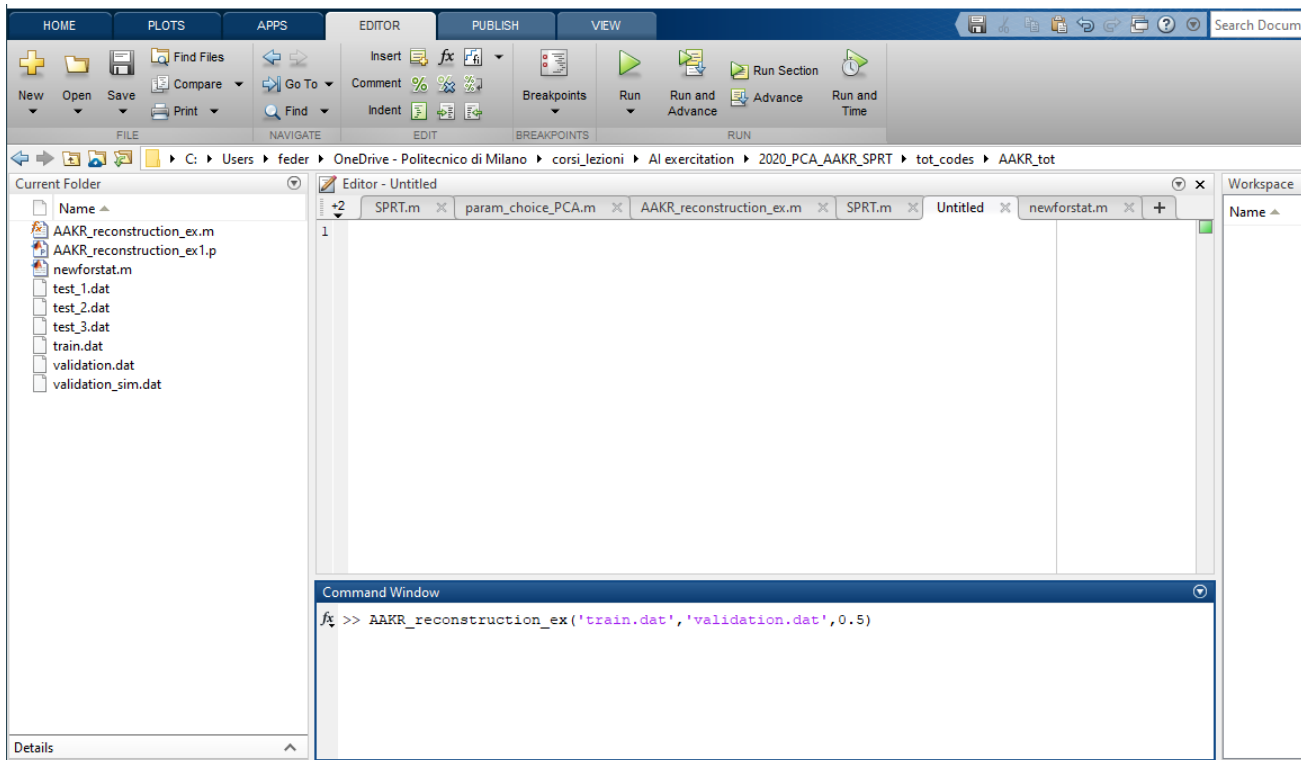 HOME PLOTS APPS EDITOR PUBLISH VIEW Search Docum
Find Files Insert fx
New Open Save Compare Go To Comment Breakpoints Run Run and Advance Run Section Advance Run and Time
Print Find Indent
FILE NAVIGATE EDIT BREAKPOINTS RUN
C: Users feder OneDrive - Politecnico di Milano corsi_lezioni AI exercitation 2020_PCA_AAKR_SPRT tot_codes AAKR_tot
Current Folder
Name
AAKR_reconstruction_ex.m
AAKR_reconstruction_ex1.p
newforstat.m
test_1.dat
test_2.dat
test_3.dat
train.dat
validation.dat
validation_sim.dat
Details
Editor - Untitled
+2 SPRT.m param_choice_PCA.m AAKR_reconstruction_ex.m SPRT.m Untitled newforstat.m +
1
Command Window
fx >> AAKR_reconstruction_ex('train.dat','validation.dat',0.5)
Workspace
Name